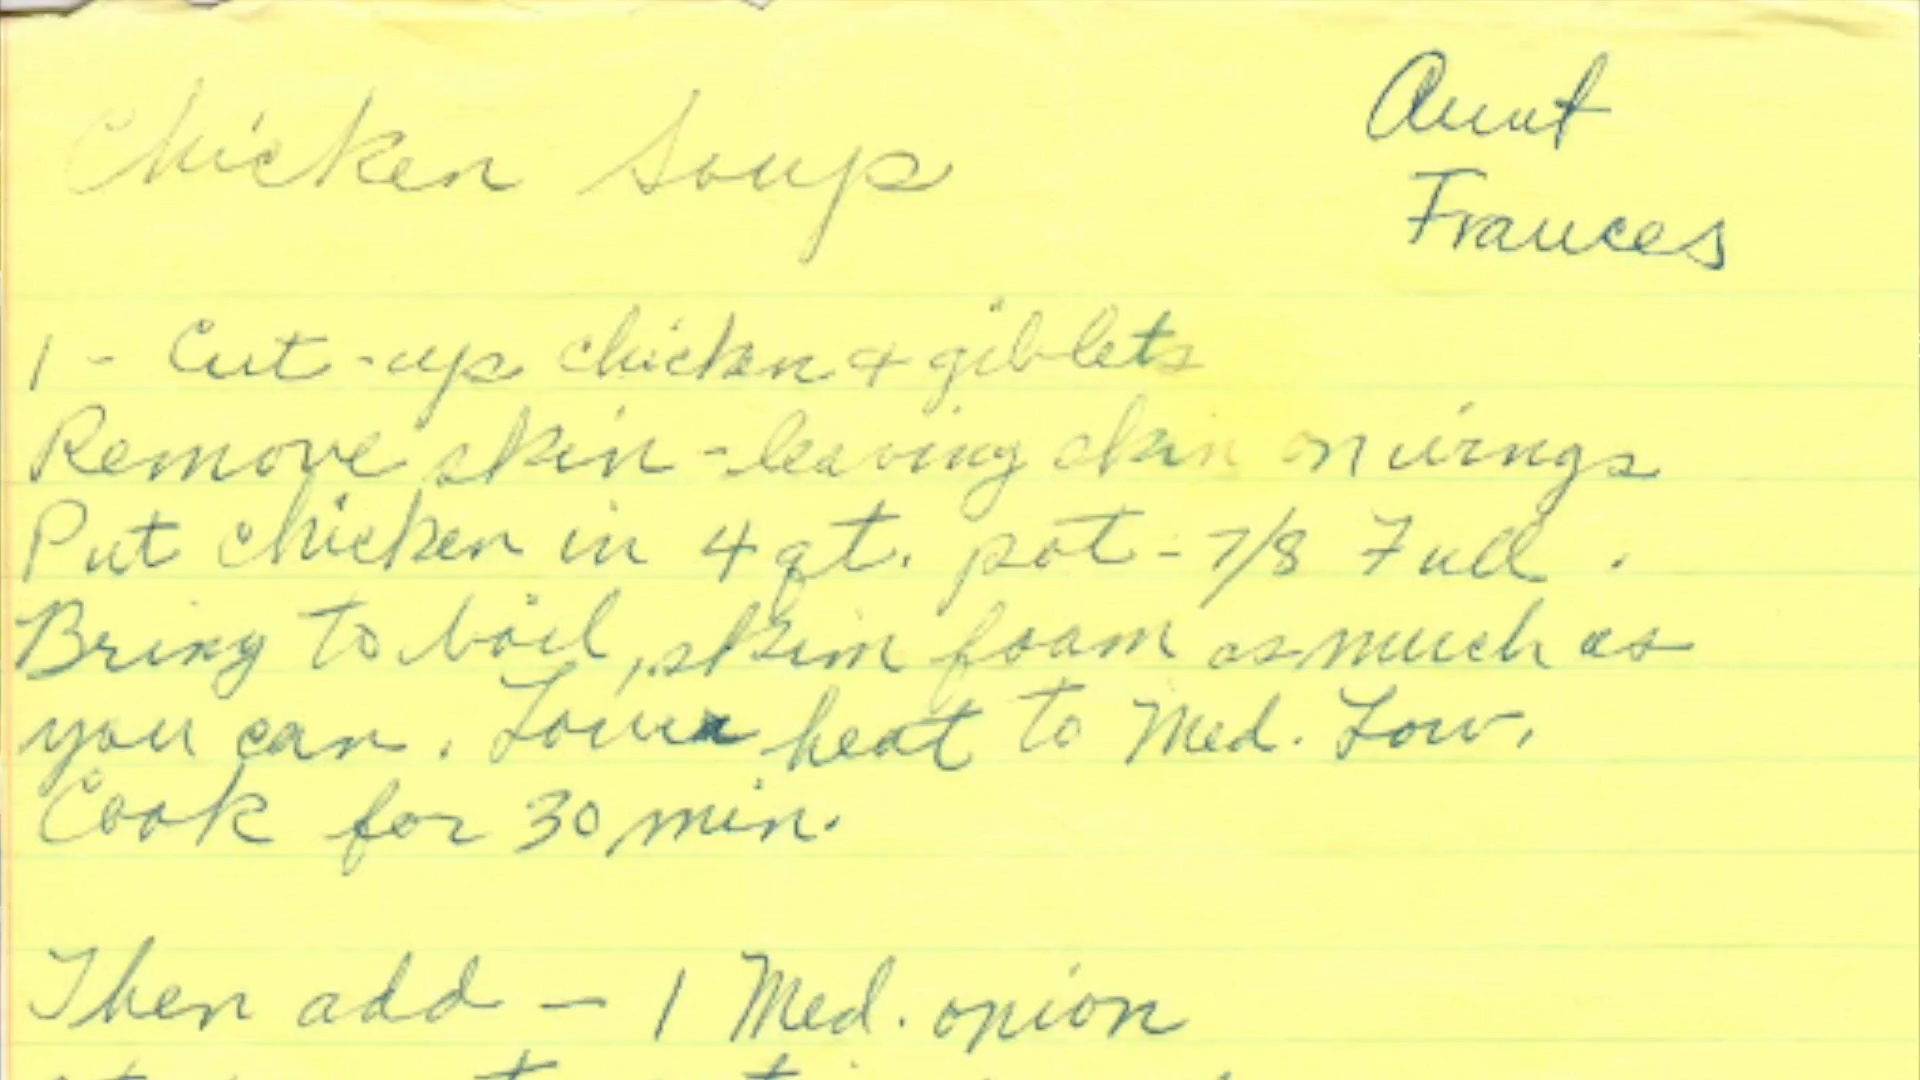 Chicken Soup
Aunt
Frances
1 - Cut-up chicken & giblets
Remove skin - leaving skin on wings
Put chicken in 4 qt. pot - 7/8 Full.
Bring to boil, skim foam as much as
you can. Lower heat to Med. Low.
Cook for 30 min.
Then add — 1 Med. onion